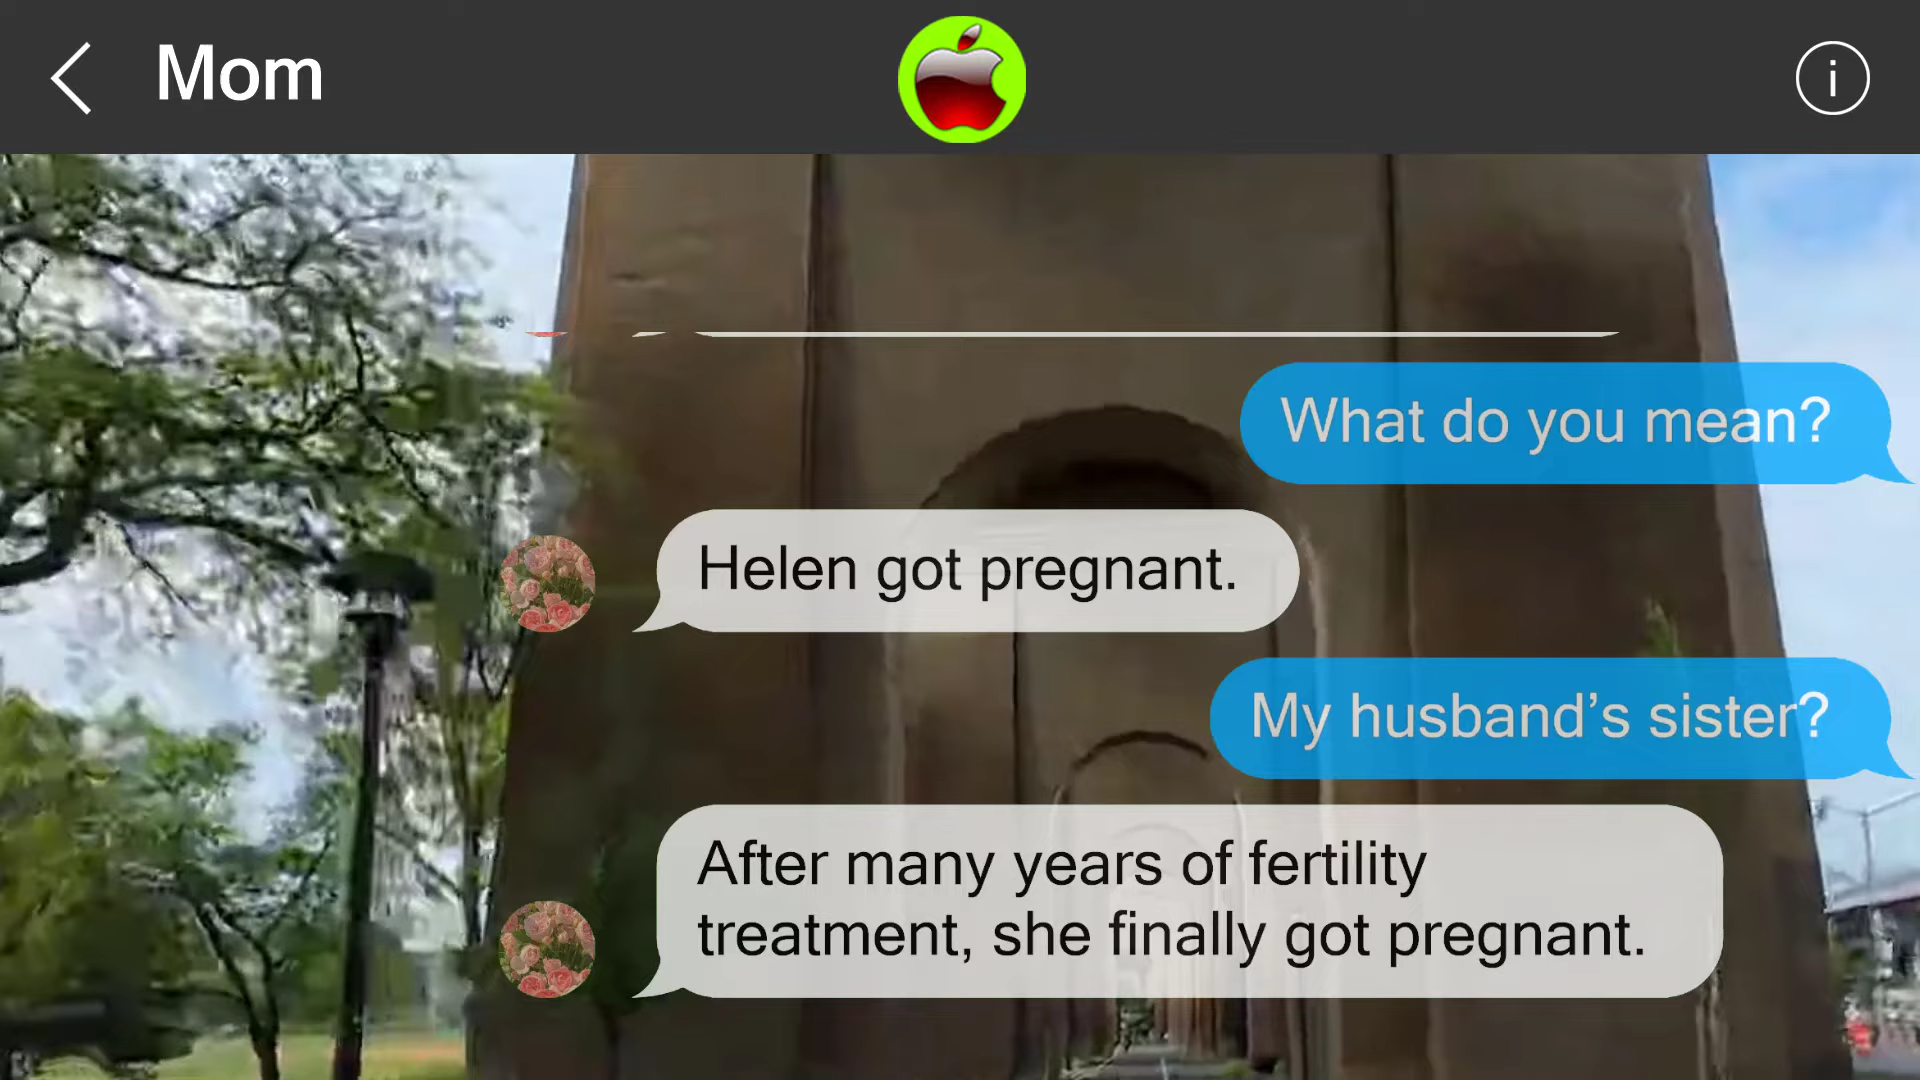 Mom
i
What do you mean?
Helen got pregnant.
My husband’s sister?
After many years of fertility
treatment, she finally got pregnant.